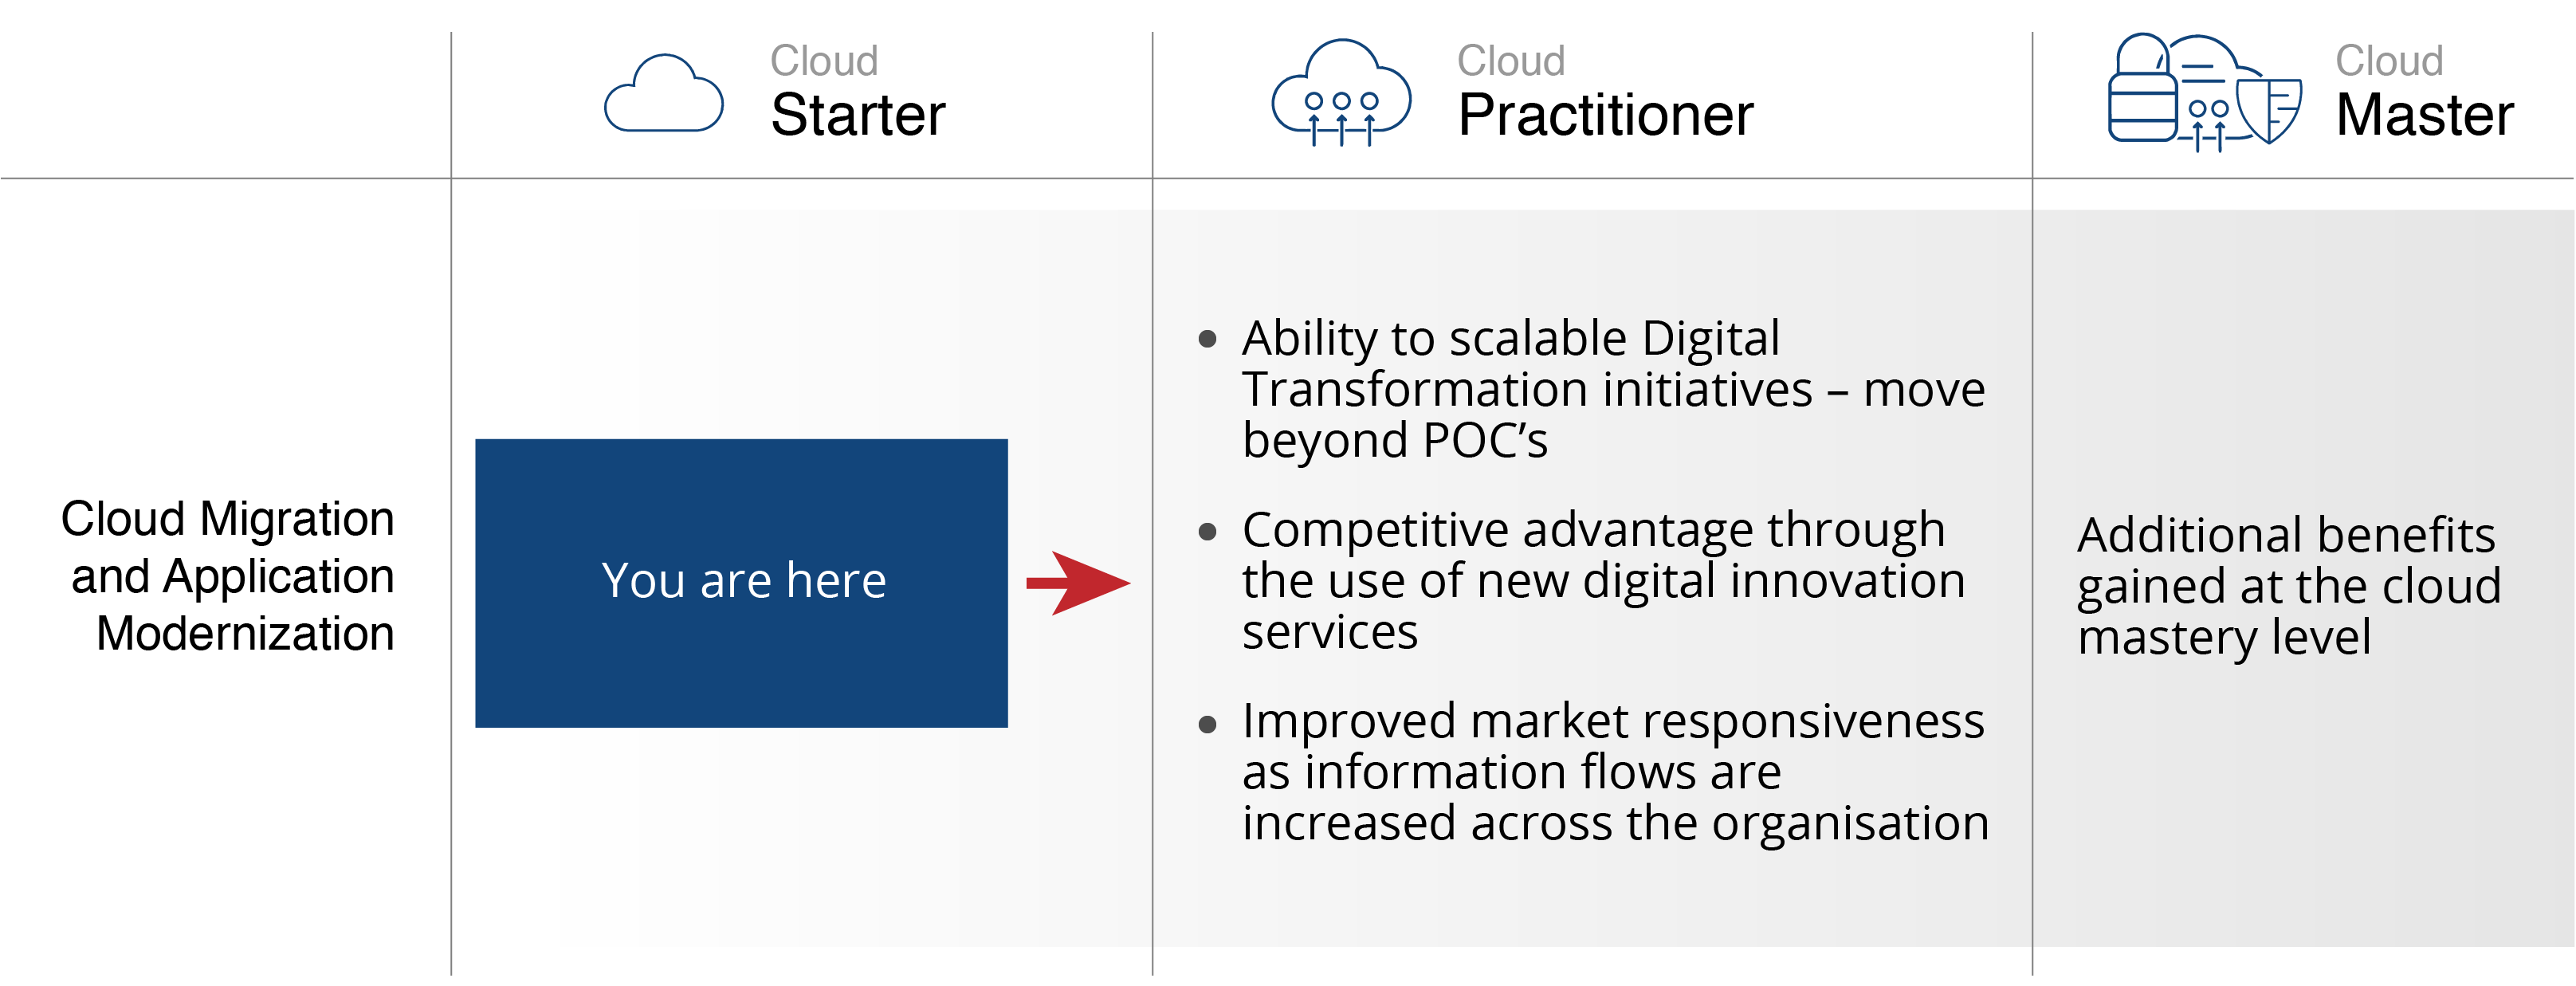 Cloud
Starter
Cloud
Practitioner
Cloud
Master
Cloud Migration
and Application
Modernization
You are here
• Ability to scalable Digital
Transformation initiatives – move
beyond POC’s
• Competitive advantage through
the use of new digital innovation
services
• Improved market responsiveness
as information flows are
increased across the organisation
Additional benefits
gained at the cloud
mastery level